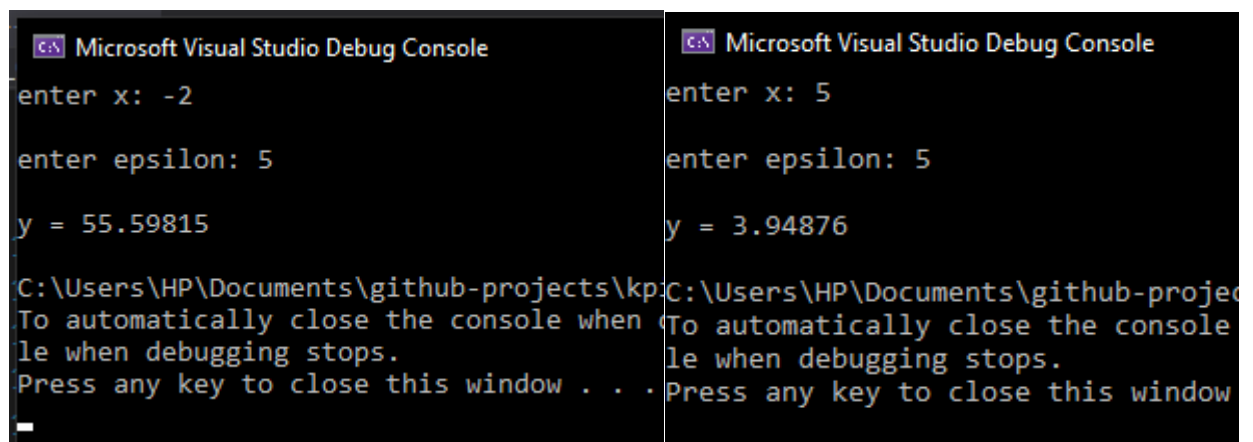 Microsoft Visual Studio Debug Console
enter x: -2
enter epsilon: 5
y = 55.59815
C:\Users\HP\Documents\github-projects\kp
To automatically close the console when
le when debugging stops.
Press any key to close this window . . .
Microsoft Visual Studio Debug Console
enter x: 5
enter epsilon: 5
y = 3.94876
C:\Users\HP\Documents\github-projec
To automatically close the console
le when debugging stops.
Press any key to close this window